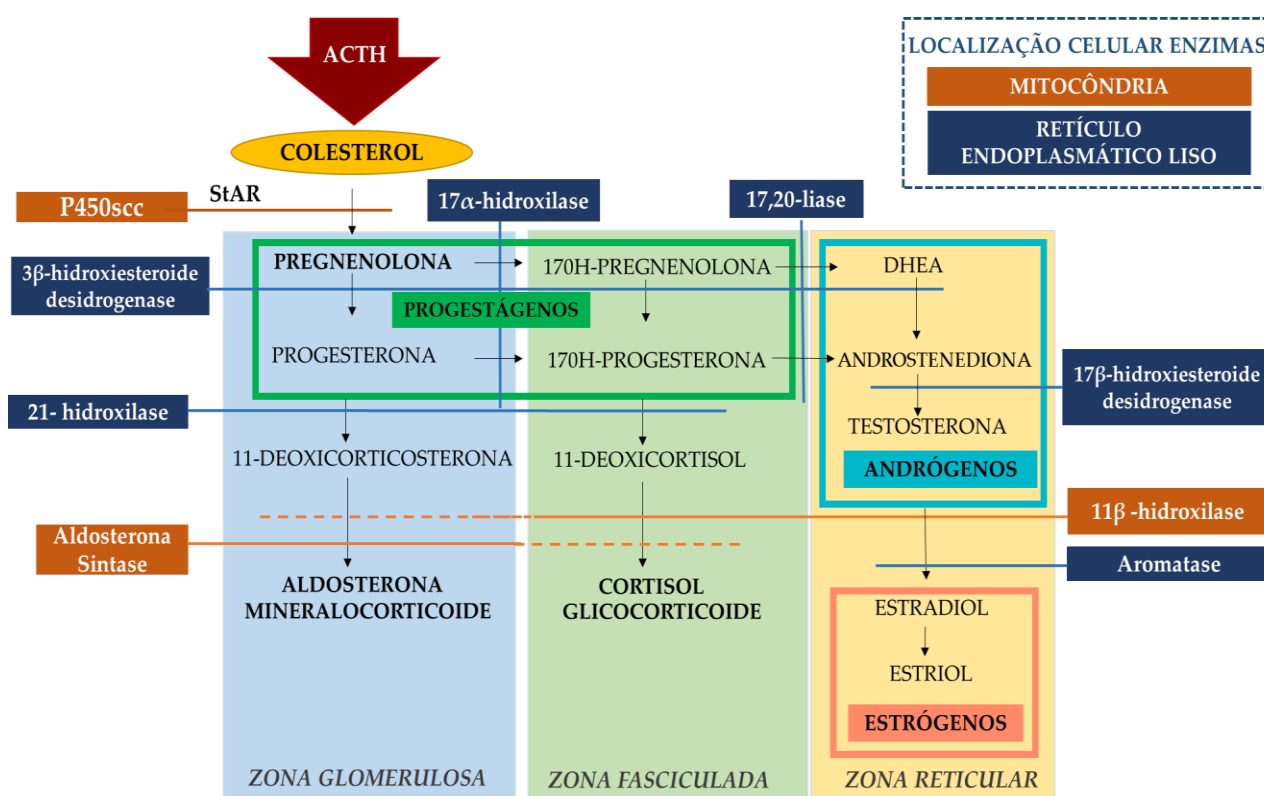 ACTH
LOCALIZAÇÃO CELULAR ENZIMAS
MITOCÔNDRIA
RETÍCULO
ENDOPLASMÁTICO LISO
COLESTEROL
P450scc
StAR
17α-hidroxilase
17,20-liase
3β-hidroxiesteroide
desidrogenase
PREGNENOLONA
170H-PREGNENOLONA
DHEA
PROGESTÁGENOS
PROGESTERONA
170H-PROGESTERONA
ANDROSTENEDIONA
17β-hidroxiesteroide
desidrogenase
21- hidroxilase
TESTOSTERONA
11-DEOXICORTICOSTERONA
11-DEOXICORTISOL
ANDRÓGENOS
11β -hidroxilase
Aldosterona
Sintase
Aromatase
ALDOSTERONA
MINERALOCORTICOIDE
CORTISOL
GLICOCORTICOIDE
ESTRADIOL
ESTRIOL
ESTRÓGENOS
ZONA GLOMERULOSA
ZONA FASCICULADA
ZONA RETICULAR